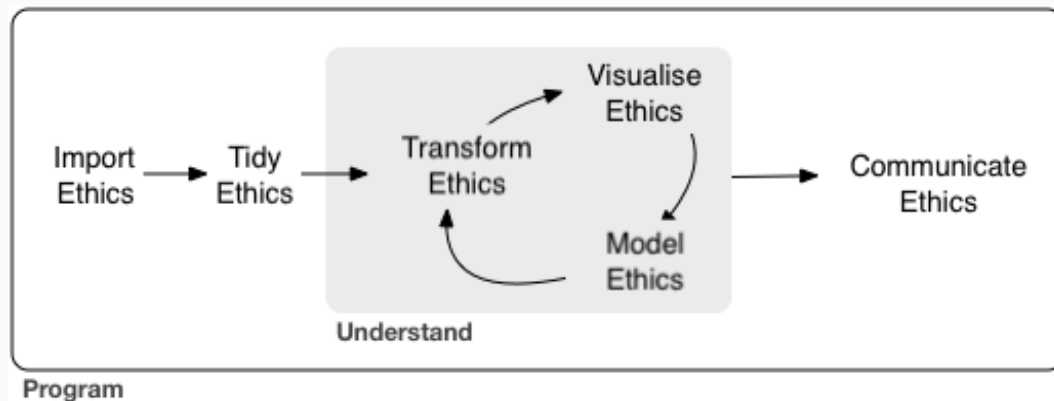 Import
Ethics
Tidy
Ethics
Transform
Ethics
Visualise
Ethics
Model
Ethics
Communicate
Ethics
Understand
Program